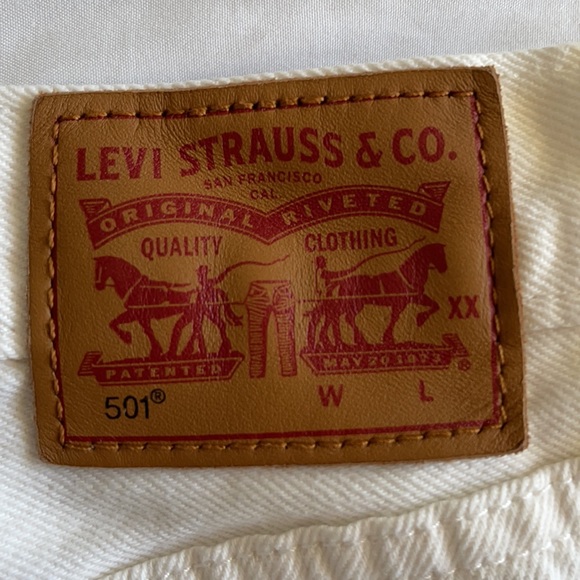 LEVI STRAUSS & CO.
SAN FRANCISCO
CAL.
ORIGINAL RIVETED
QUALITY CLOTHING
XX
PATENTED MAY 20 1873 ®
501® W L